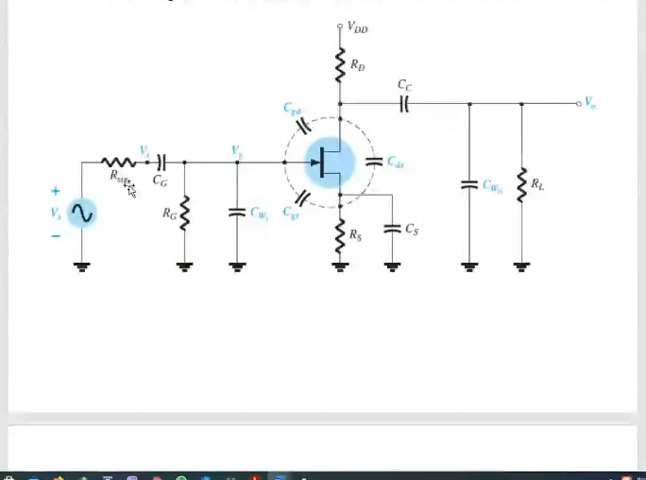 V_DD
R_D
C_C
V_o
C_gd
V_i
V_g
R_sig
C_G
C_ds
C_Wo
R_L
V_s
R_G
C_Wi
C_gs
R_S
C_S
+
−